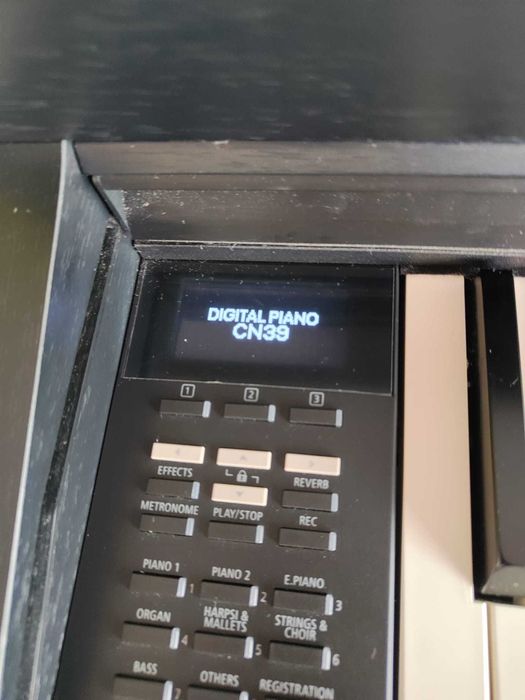 DIGITAL PIANO
CN39
1 2 3
EFFECTS
REVERB
METRONOME PLAY/STOP REC
PIANO 1 PIANO 2 E.PIANO
1 2 3
ORGAN HARPSI & MALLETS STRINGS & CHOIR
4 5 6
BASS OTHERS REGISTRATION
7